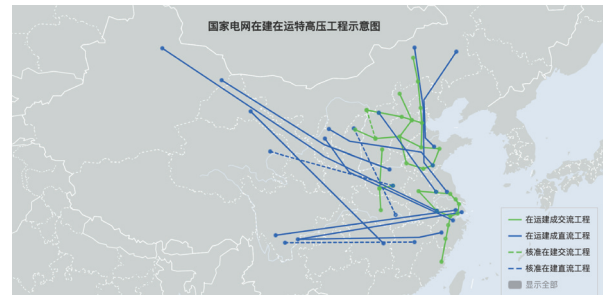 国家电网在建在运特高压工程示意图
在运建成交流工程
在运建成直流工程
核准在建交流工程
核准在建直流工程
显示全部